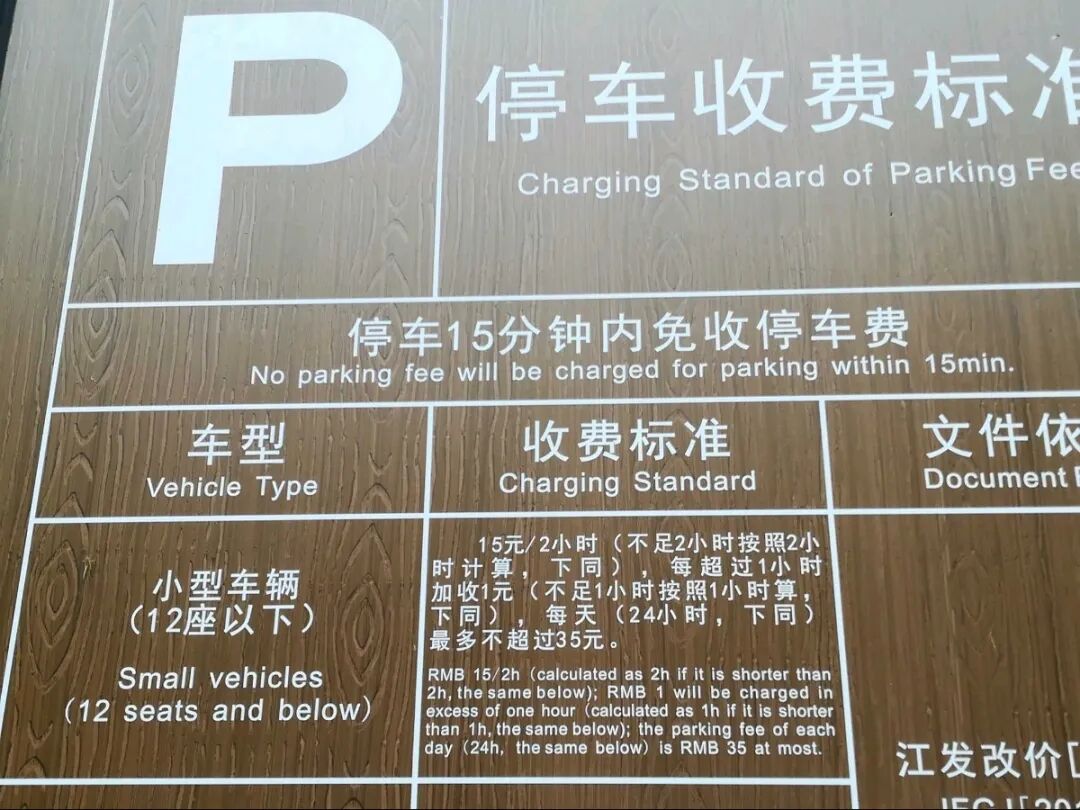 P
停车收费标准
Charging Standard of Parking Fee
停车15分钟内免收停车费
No parking fee will be charged for parking within 15min.
车型
Vehicle Type
收费标准
Charging Standard
文件依
Document
小型车辆
（12座以下）
Small vehicles
(12 seats and below)
15元/2小时（不足2小时按照2小
时计算，下同），每超过1小时
加收1元（不足1小时按照1小时算，
下同），每天（24小时，下同）
最多不超过35元。
RMB 15/2h (calculated as 2h if it is shorter than
2h, the same below); RMB 1 will be charged in
excess of one hour (calculated as 1h if it is shorter
than 1h, the same below); the parking fee of each
day (24h, the same below) is RMB 35 at most.
江发改价[